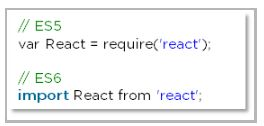 // ES5
var React = require('react');
// ES6
import React from 'react';